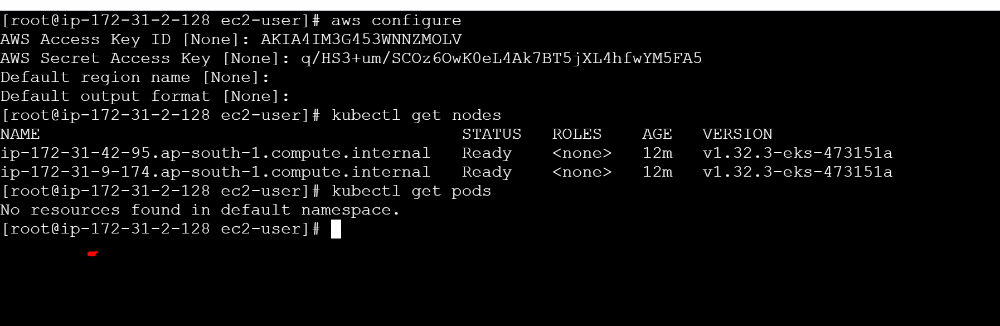 [root@ip-172-31-2-128 ec2-user]# aws configure
AWS Access Key ID [None]: AKIA4IM3G453WNNZMOLV
AWS Secret Access Key [None]: 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
Default region name [None]:
Default output format [None]:
[root@ip-172-31-2-128 ec2-user]# kubectl get nodes
NAME STATUS ROLES AGE VERSION
ip-172-31-42-95.ap-south-1.compute.internal Ready <none> 12m v1.32.3-eks-473151a
ip-172-31-9-174.ap-south-1.compute.internal Ready <none> 12m v1.32.3-eks-473151a
[root@ip-172-31-2-128 ec2-user]# kubectl get pods
No resources found in default namespace.
[root@ip-172-31-2-128 ec2-user]#